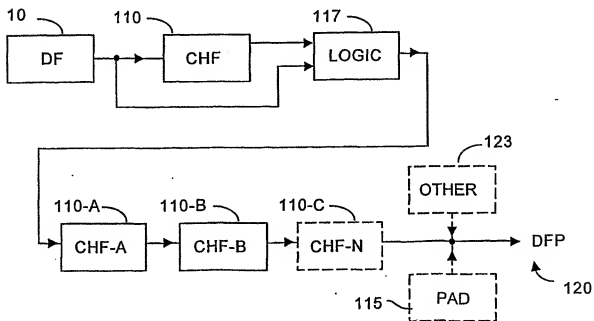 10
110
117
DF
CHF
LOGIC
123
OTHER
110-A
110-B
110-C
CHF-A
CHF-B
CHF-N
DFP
120
115
PAD